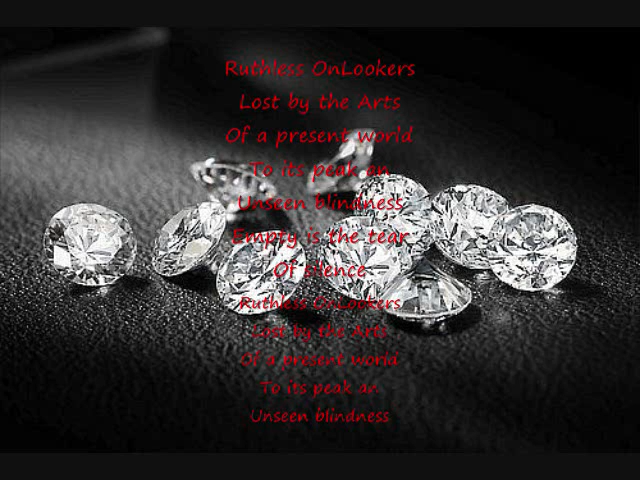 Ruthless OnLookers
Lost by the Arts
Of a present world
To its peak an
Unseen blindness
Empty is the tear
Of silence
Ruthless OnLookers
Lost by the Arts
Of a present world
To its peak an
Unseen blindness